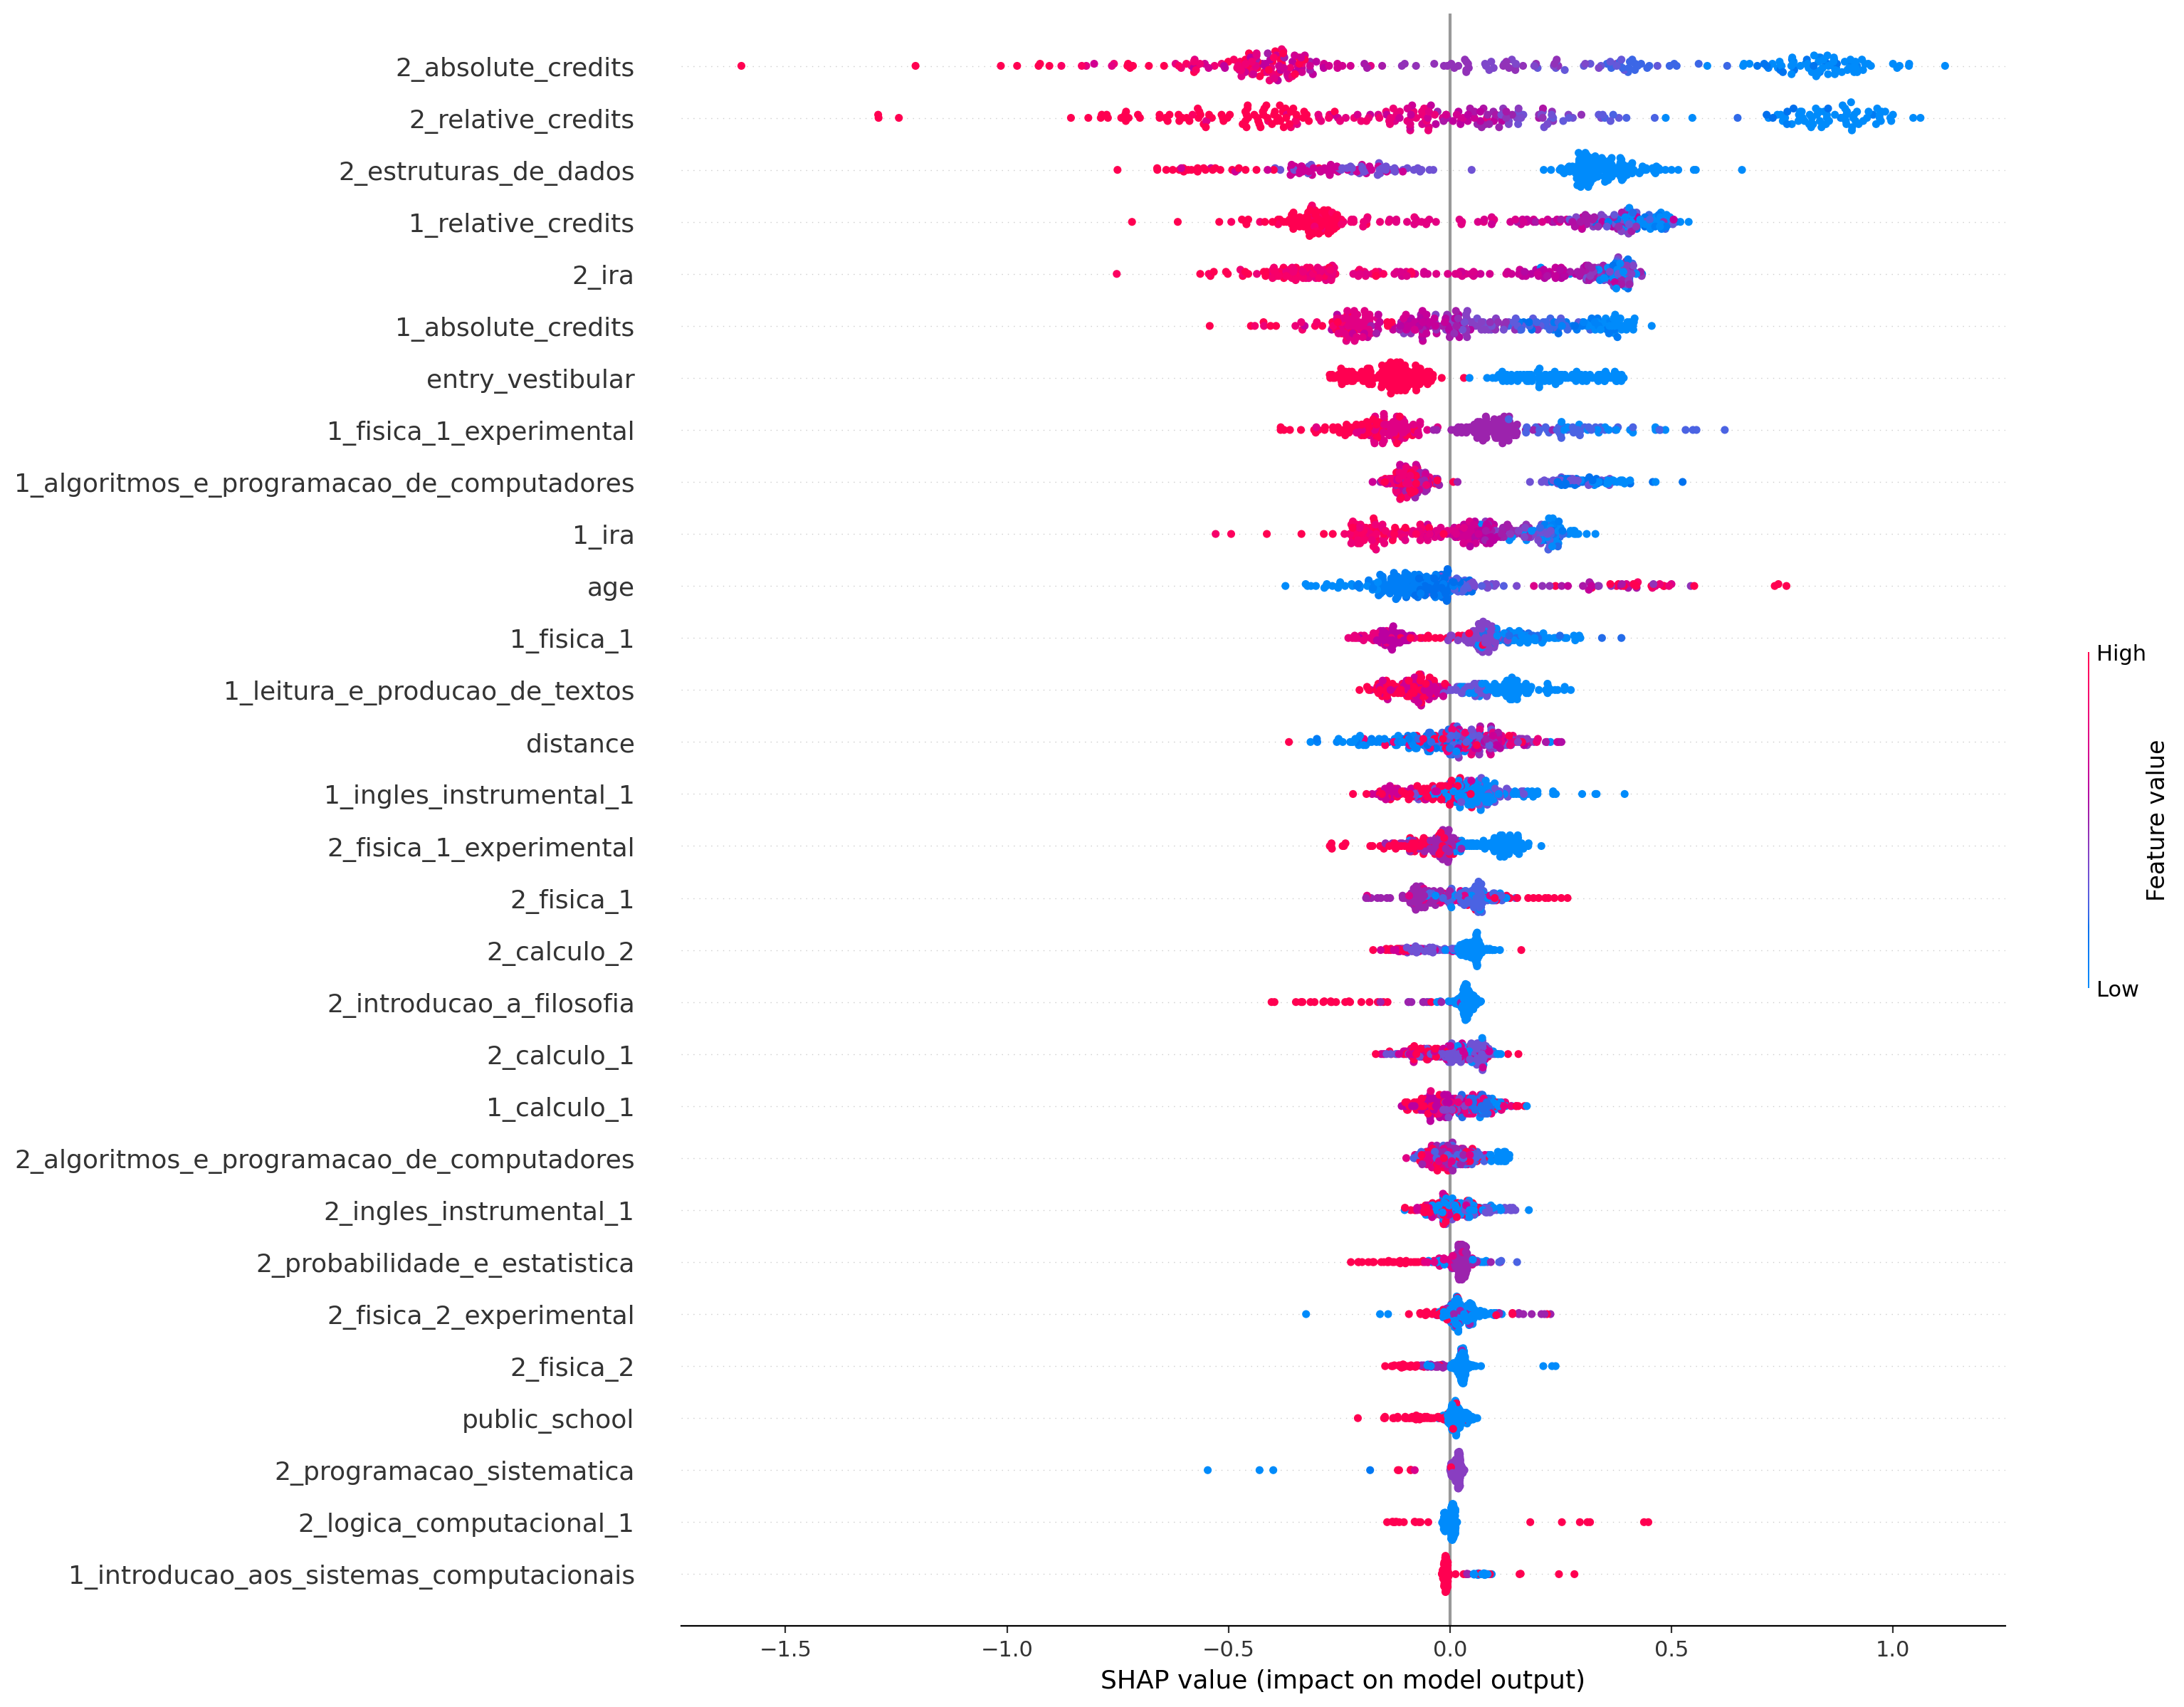 2_absolute_credits
2_relative_credits
2_estruturas_de_dados
1_relative_credits
2_ira
1_absolute_credits
entry_vestibular
1_fisica_1_experimental
1_algoritmos_e_programacao_de_computadores
1_ira
age
1_fisica_1
1_leitura_e_producao_de_textos
distance
1_ingles_instrumental_1
2_fisica_1_experimental
2_fisica_1
2_calculo_2
2_introducao_a_filosofia
2_calculo_1
1_calculo_1
2_algoritmos_e_programacao_de_computadores
2_ingles_instrumental_1
2_probabilidade_e_estatistica
2_fisica_2_experimental
2_fisica_2
public_school
2_programacao_sistematica
2_logica_computacional_1
1_introducao_aos_sistemas_computacionais
−1.5 −1.0 −0.5 0.0 0.5 1.0
SHAP value (impact on model output)
High
Feature value
Low